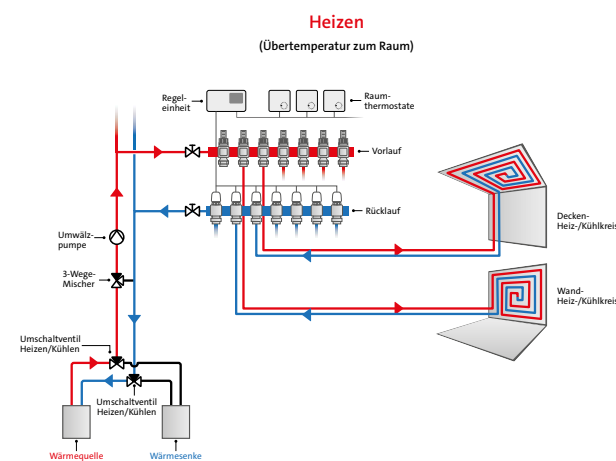 Heizen
(Übertemperatur zum Raum)
Regel-
einheit
Raum-
thermostate
Vorlauf
Rücklauf
Decken-
Heiz-/Kühlkreis
Umwälz-
pumpe
3-Wege-
Mischer
Wand-
Heiz-/Kühlkreis
Umschaltventil
Heizen/Kühlen
Umschaltventil
Heizen/Kühlen
Wärmequelle
Wärmesenke